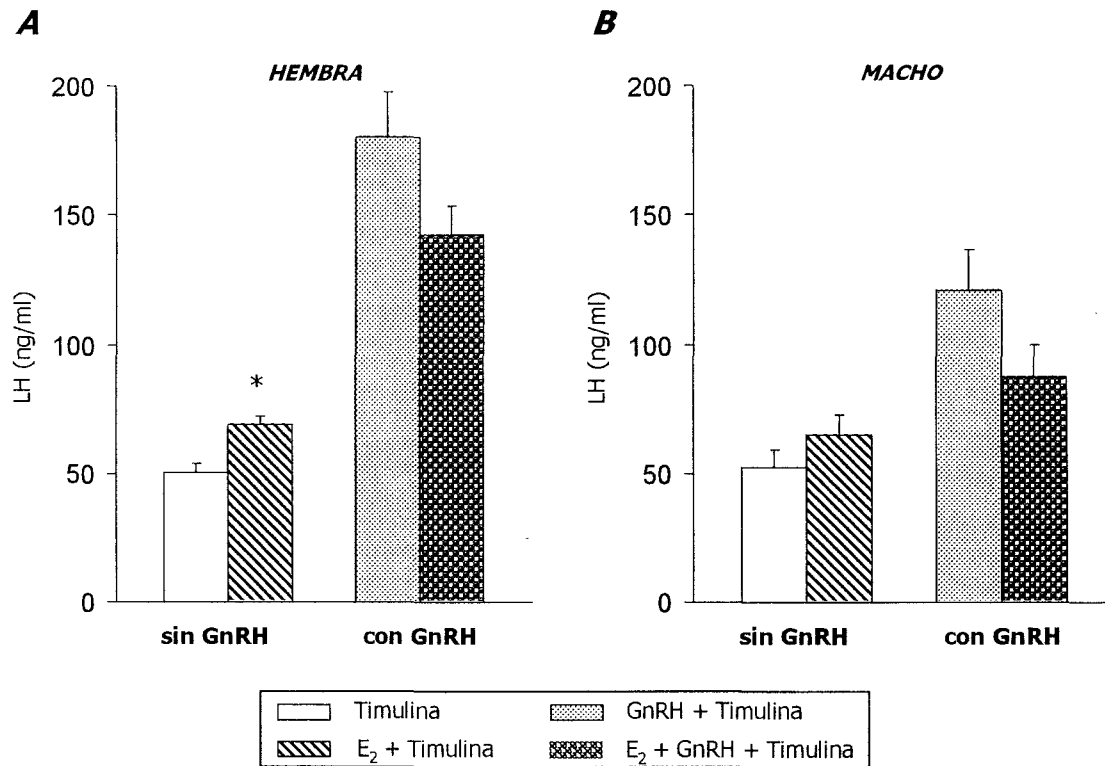 A
HEMBRA
200
150
100
50
0
LH (ng/ml)
*
sin GnRH con GnRH
B
MACHO
200
150
100
50
0
LH (ng/ml)
sin GnRH con GnRH
Timulina GnRH + Timulina
E₂ + Timulina E₂ + GnRH + Timulina